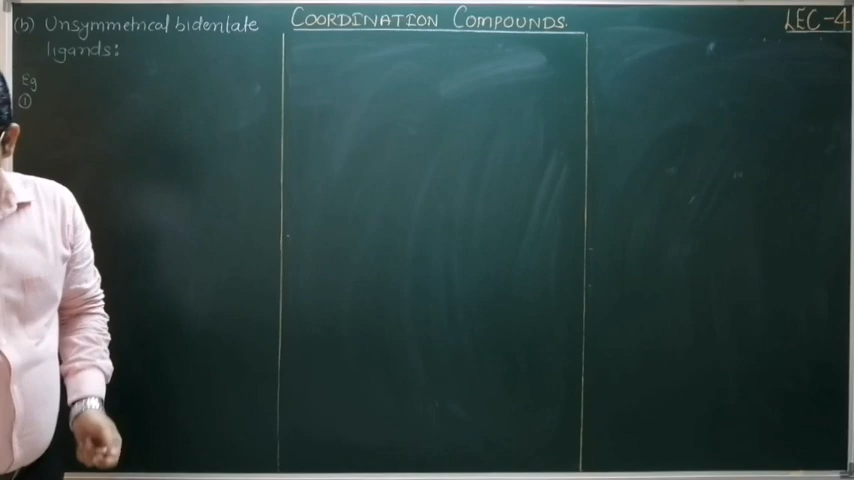 COORDINATION COMPOUNDS.
LEC-4
(b) Unsymmetrical bidentate
ligands:
Eg
①